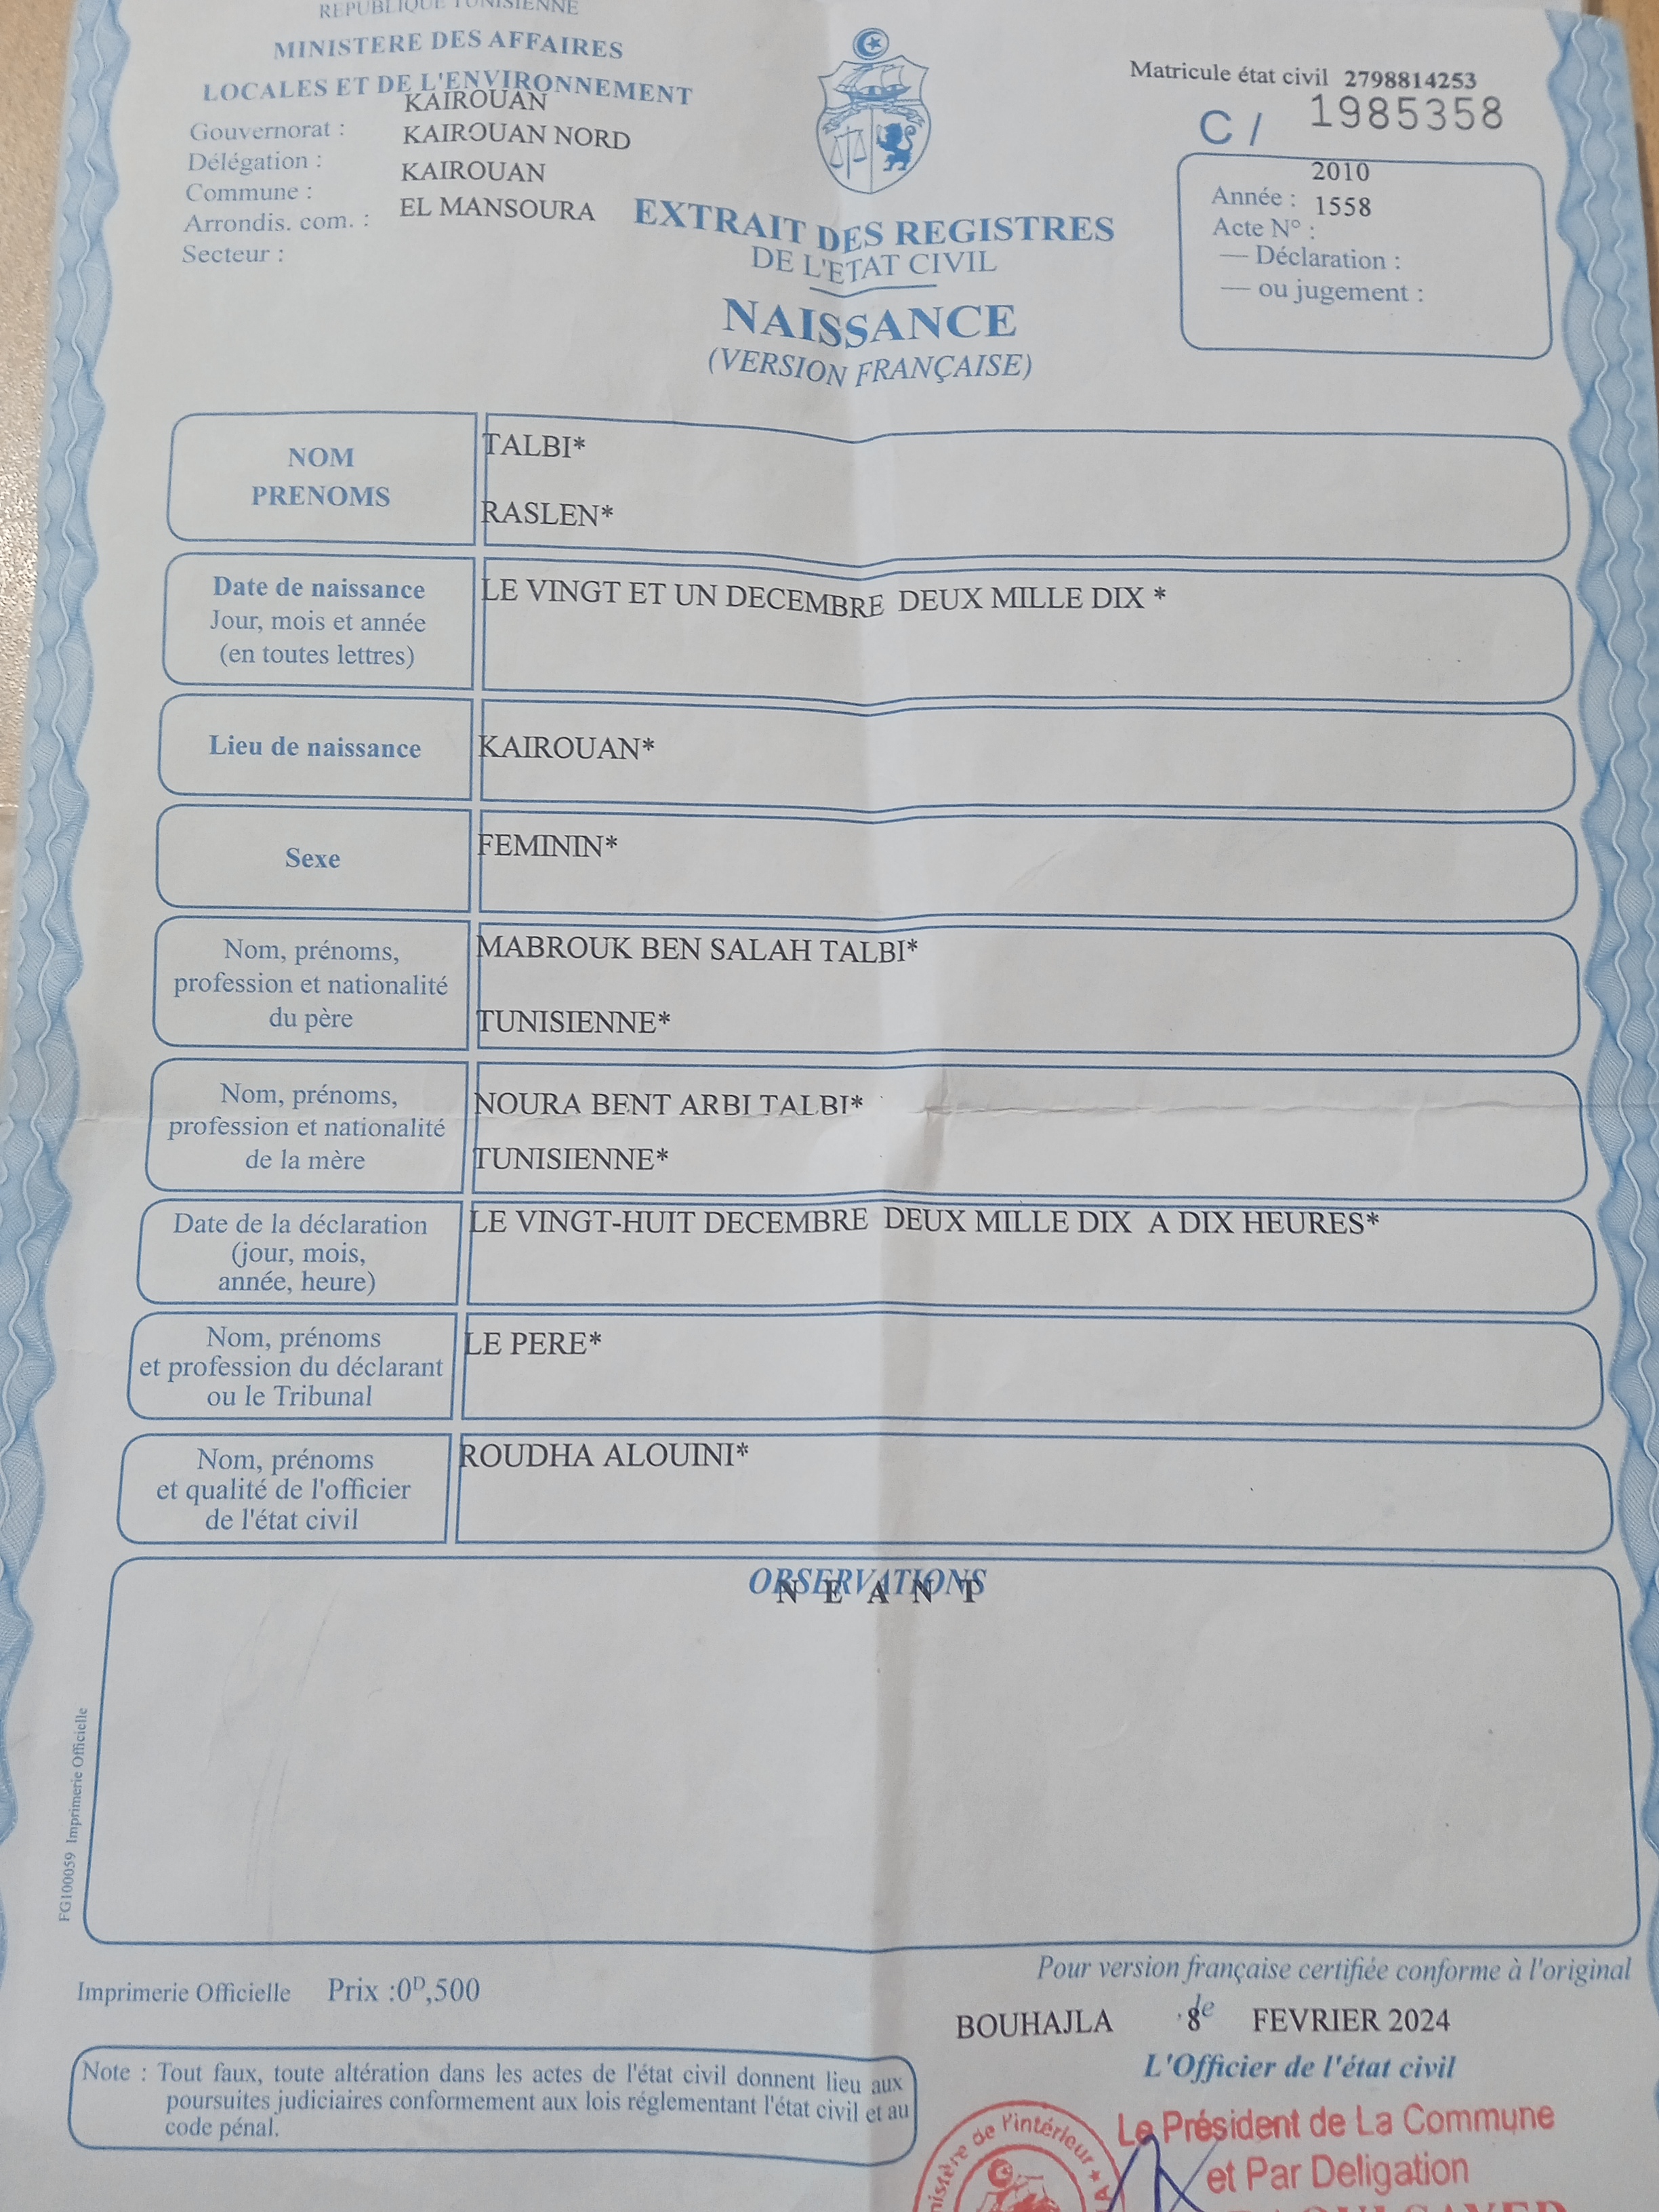 REPUBLIQUE TUNISIENNE
MINISTERE DES AFFAIRES
LOCALES ET DE L'ENVIRONNEMENT
Gouvernorat : KAIROUAN
Délégation : KAIROUAN NORD
Commune : KAIROUAN
Arrondis. com. : EL MANSOURA
Secteur :
Matricule état civil 2798814253
C / 1985358
2010
Année : 1558
Acte N° :
— Déclaration :
— ou jugement :
EXTRAIT DES REGISTRES
DE L'ETAT CIVIL
NAISSANCE
(VERSION FRANÇAISE)
NOM TALBI*
PRENOMS RASLEN*
Date de naissance LE VINGT ET UN DECEMBRE DEUX MILLE DIX *
Jour, mois et année
(en toutes lettres)
Lieu de naissance KAIROUAN*
Sexe FEMININ*
Nom, prénoms, MABROUK BEN SALAH TALBI*
profession et nationalité
du père TUNISIENNE*
Nom, prénoms, NOURA BENT ARBI TALBI*
profession et nationalité
de la mère TUNISIENNE*
Date de la déclaration LE VINGT-HUIT DECEMBRE DEUX MILLE DIX A DIX HEURES*
(jour, mois,
année, heure)
Nom, prénoms LE PERE*
et profession du déclarant
ou le Tribunal
Nom, prénoms ROUDHA ALOUINI*
et qualité de l'officier
de l'état civil
OBSERVATIONS
N E A N T
FG100059 Imprimerie Officielle
Imprimerie Officielle Prix :0D,500
Pour version française certifiée conforme à l'original
BOUHAJLA , le 8 FEVRIER 2024
L'Officier de l'état civil
Note : Tout faux, toute altération dans les actes de l'état civil donnent lieu aux
poursuites judiciaires conformement aux lois réglementant l'état civil et au
code pénal.
de l'intérieur
Le Président de La Commune
et Par Deligation